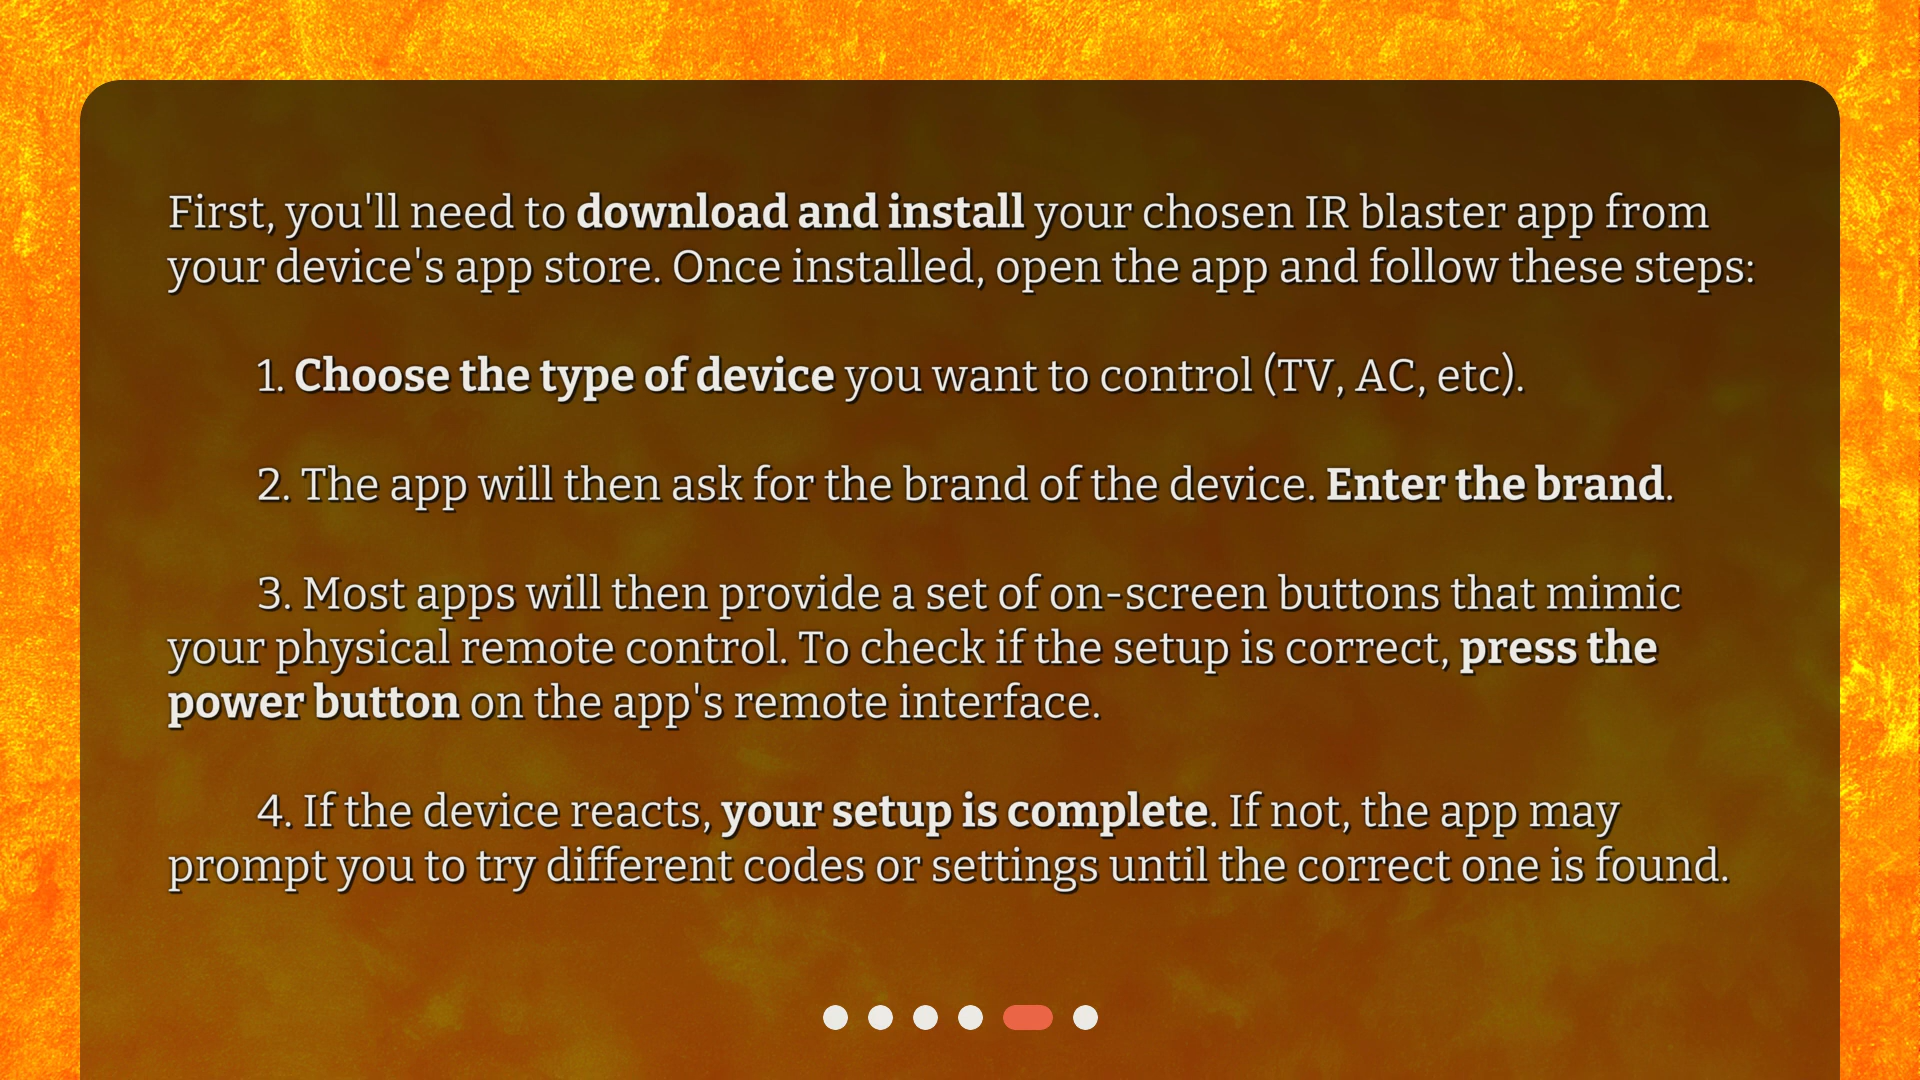 First, you'll need to download and install your chosen IR blaster app from
your device's app store. Once installed, open the app and follow these steps:
1. Choose the type of device you want to control (TV, AC, etc).
2. The app will then ask for the brand of the device. Enter the brand.
3. Most apps will then provide a set of on-screen buttons that mimic
your physical remote control. To check if the setup is correct, press the
power button on the app's remote interface.
4. If the device reacts, your setup is complete. If not, the app may
prompt you to try different codes or settings until the correct one is found.